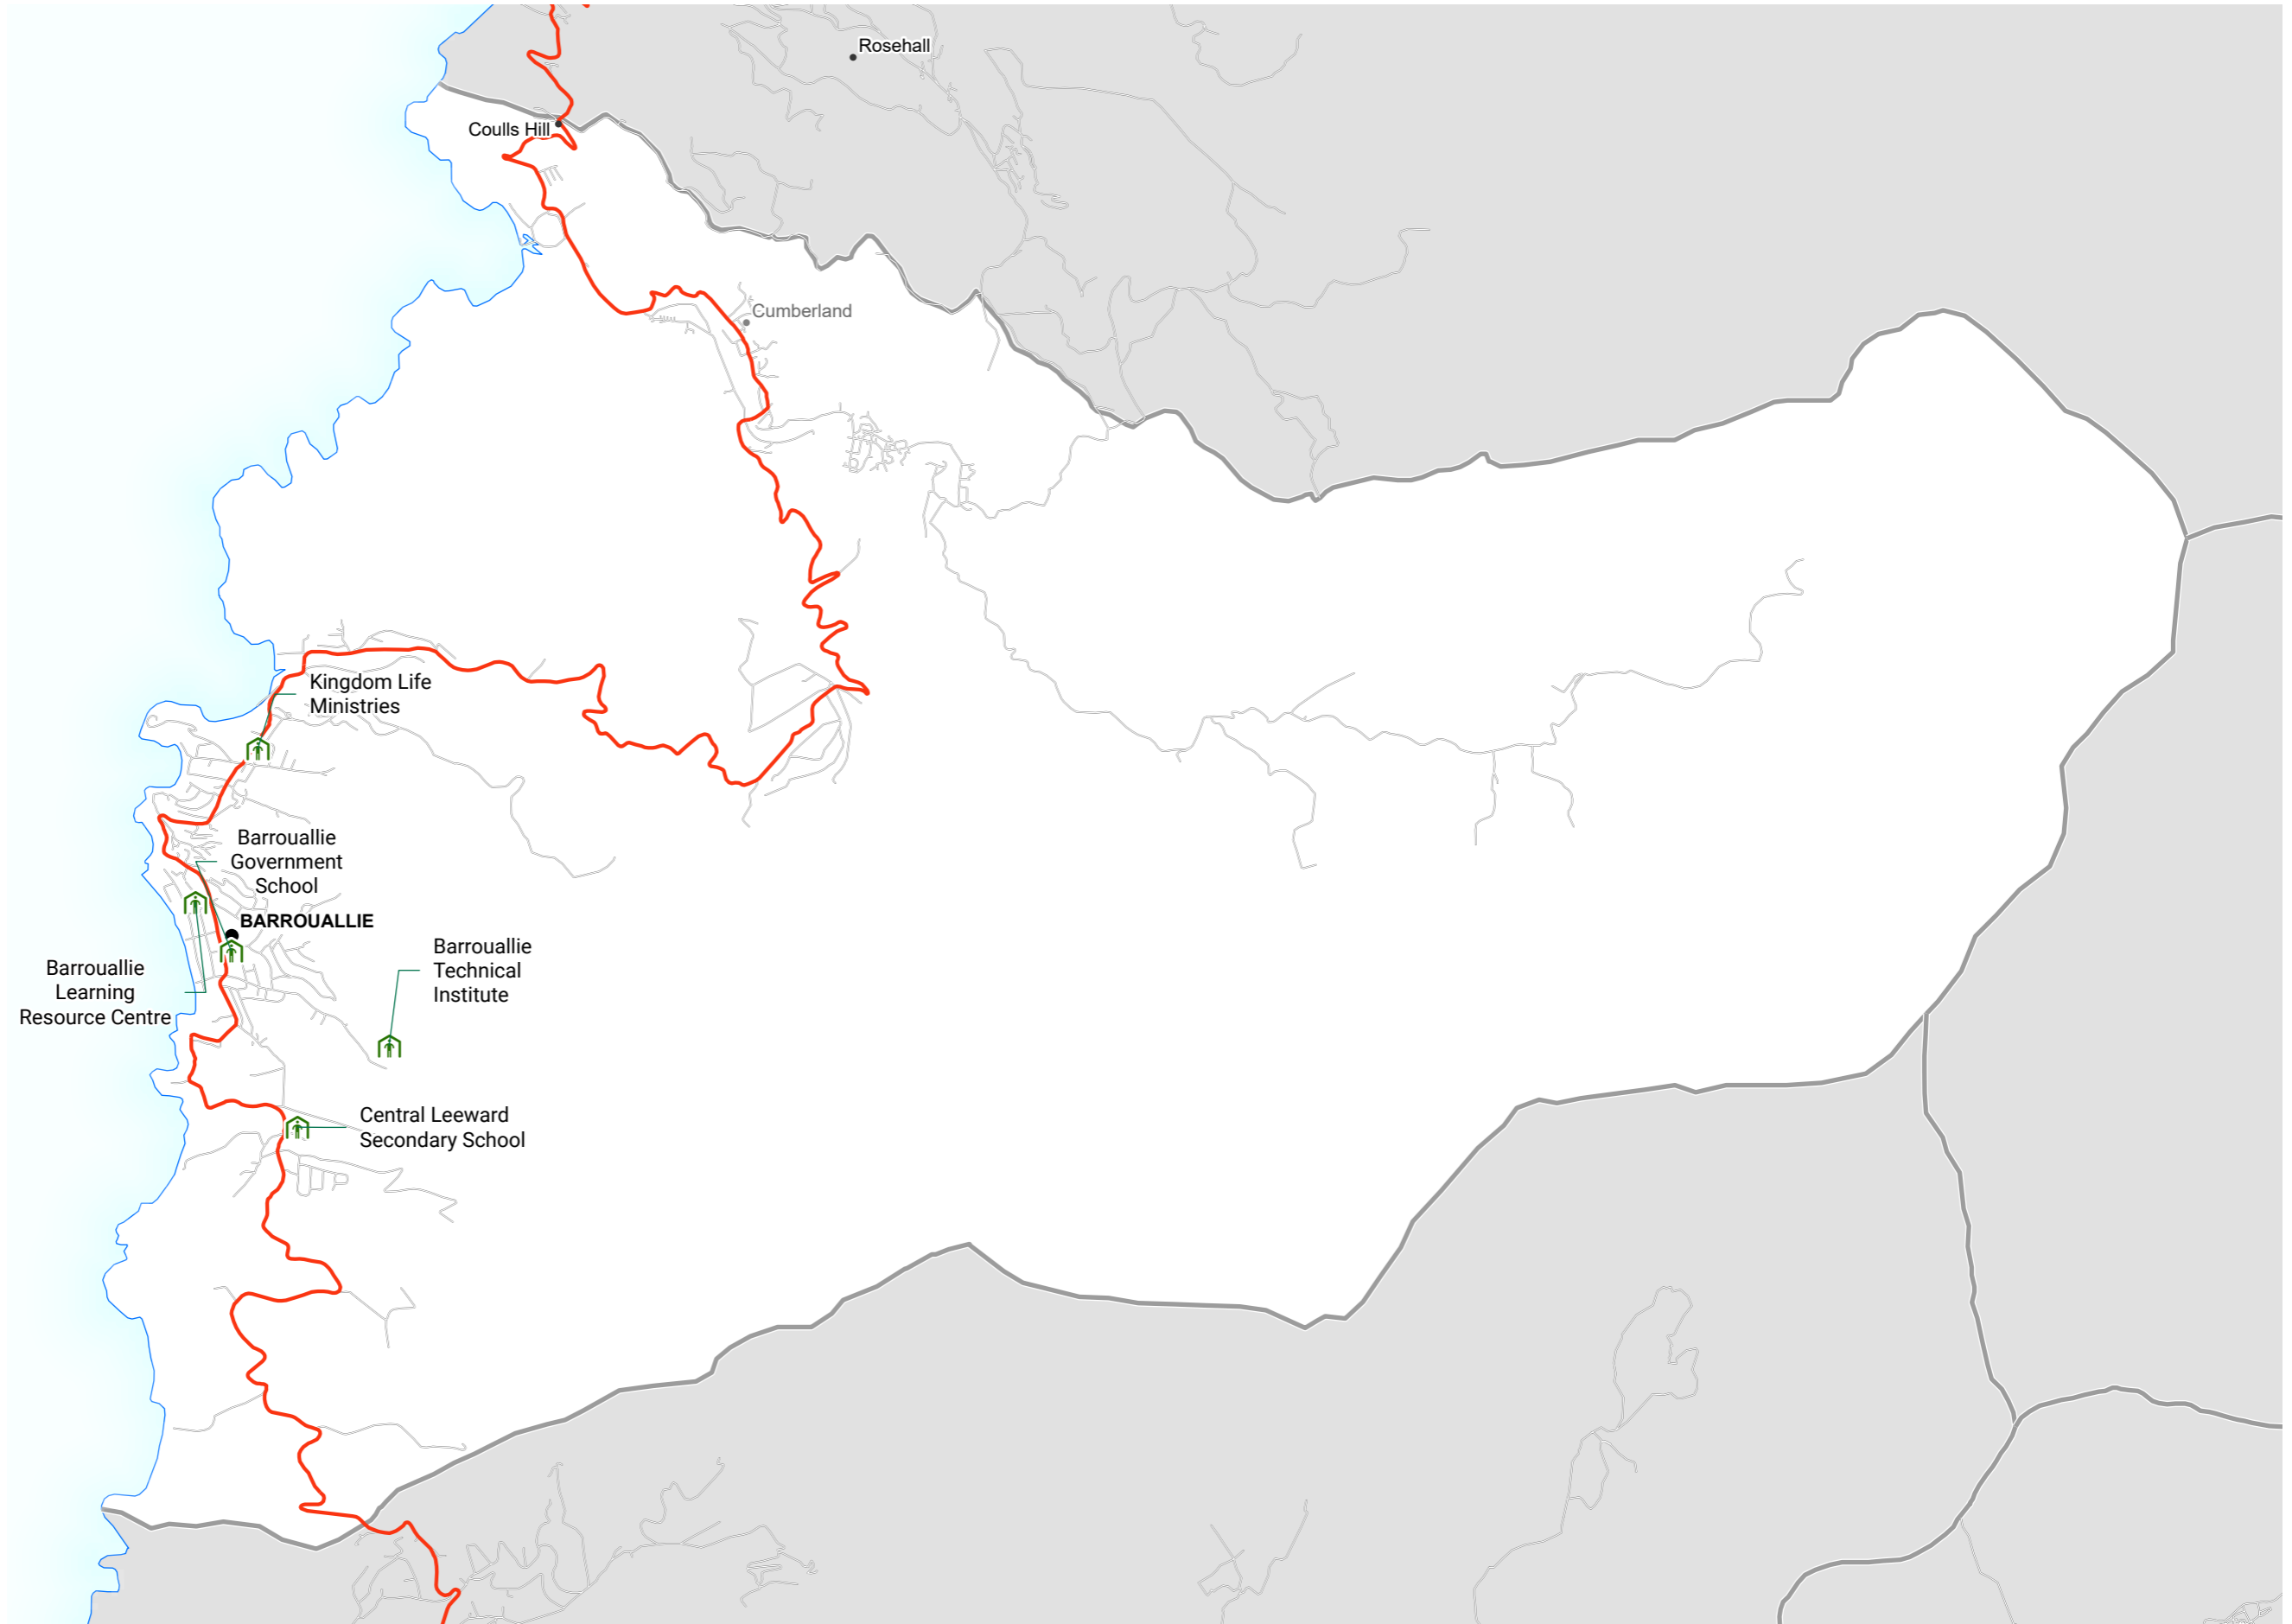 Rosehall
Coulls Hill
Cumberland
Kingdom Life
Ministries
Barrouallie
Government
School
BARROUALLIE
Barrouallie
Technical
Institute
Barrouallie
Learning
Resource Centre
Central Leeward
Secondary School